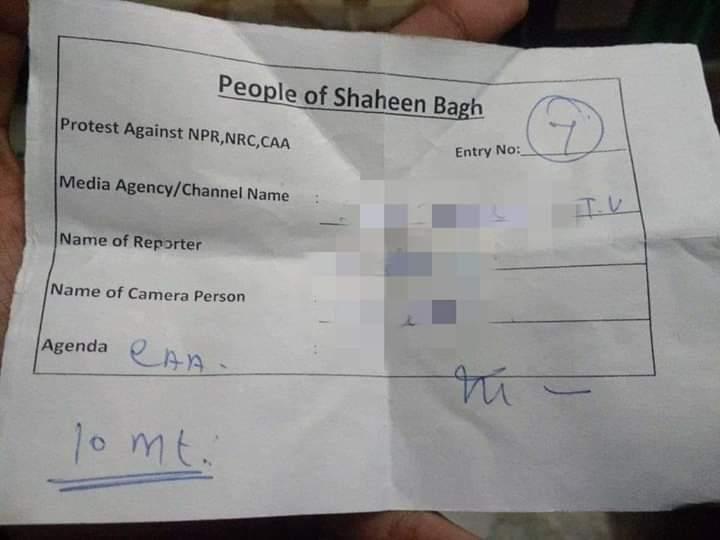 People of Shaheen Bagh
Protest Against NPR,NRC,CAA
Entry No: 7
Media Agency/Channel Name : T.V
Name of Reporter
Name of Camera Person
Agenda CAA. :
10 mt.